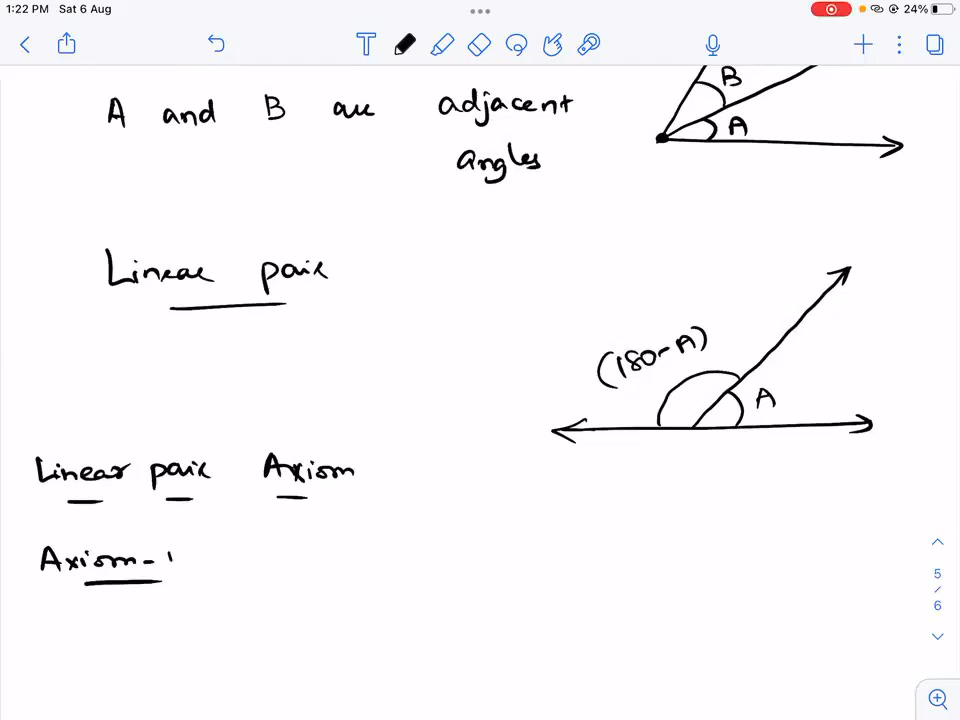 1:22 PM Sat 6 Aug
24%
T
B
A and B are adjacent
A
angles
Linear pair
(180-A)
A
Linear pair Axiom
Axiom-1
5
/
6